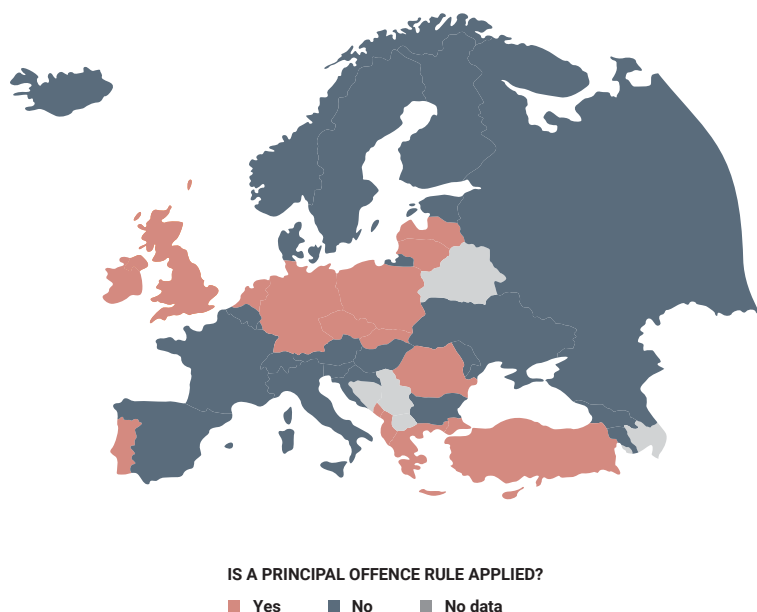 IS A PRINCIPAL OFFENCE RULE APPLIED?
Yes No No data